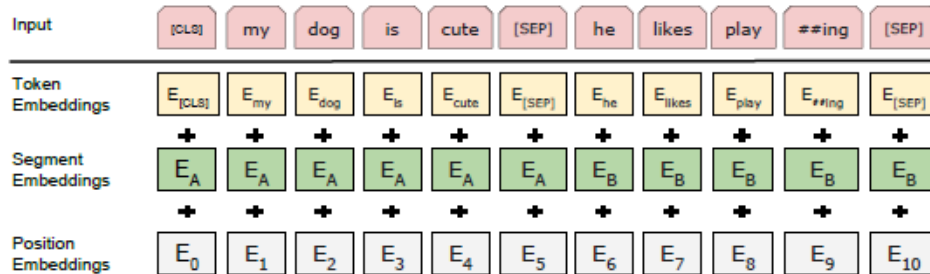 Input [CLS] my dog is cute [SEP] he likes play ##ing [SEP]
Token Embeddings E[CLS] Emy Edog Eis Ecute E[SEP] Ehe Elikes Eplay E##ing E[SEP]
+ + + + + + + + + + +
Segment Embeddings EA EA EA EA EA EA EB EB EB EB EB
+ + + + + + + + + + +
Position Embeddings E0 E1 E2 E3 E4 E5 E6 E7 E8 E9 E10